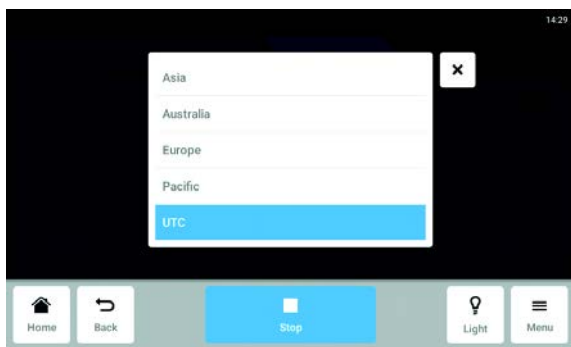 14:29
Asia
Australia
Europe
Pacific
UTC
Home
Back
Stop
Light
Menu